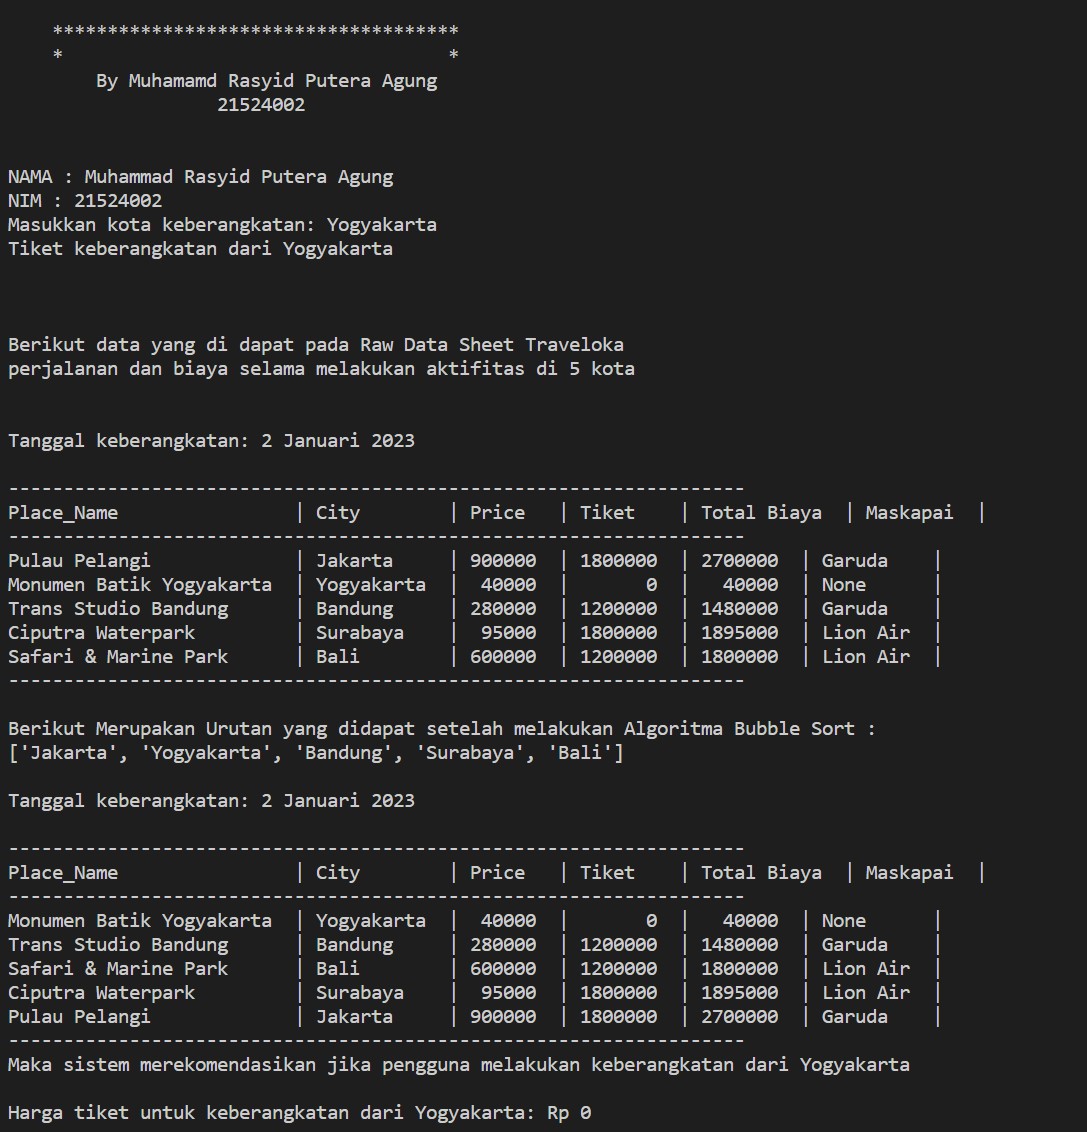 *************************************
*                                   *
By Muhamamd Rasyid Putera Agung
21524002
NAMA : Muhammad Rasyid Putera Agung
NIM : 21524002
Masukkan kota keberangkatan: Yogyakarta
Tiket keberangkatan dari Yogyakarta
Berikut data yang di dapat pada Raw Data Sheet Traveloka
perjalanan dan biaya selama melakukan aktifitas di 5 kota
Tanggal keberangkatan: 2 Januari 2023
-------------------------------------------------------------------
Place_Name                | City        | Price   | Tiket    | Total Biaya  | Maskapai  |
-------------------------------------------------------------------
Pulau Pelangi             | Jakarta     | 900000  | 1800000  | 2700000  | Garuda    |
Monumen Batik Yogyakarta  | Yogyakarta  |  40000  |       0  |   40000  | None      |
Trans Studio Bandung      | Bandung     | 280000  | 1200000  | 1480000  | Garuda    |
Ciputra Waterpark         | Surabaya    |  95000  | 1800000  | 1895000  | Lion Air  |
Safari & Marine Park      | Bali        | 600000  | 1200000  | 1800000  | Lion Air  |
-------------------------------------------------------------------
Berikut Merupakan Urutan yang didapat setelah melakukan Algoritma Bubble Sort :
['Jakarta', 'Yogyakarta', 'Bandung', 'Surabaya', 'Bali']
Tanggal keberangkatan: 2 Januari 2023
-------------------------------------------------------------------
Place_Name                | City        | Price   | Tiket    | Total Biaya  | Maskapai  |
-------------------------------------------------------------------
Monumen Batik Yogyakarta  | Yogyakarta  |  40000  |       0  |   40000  | None      |
Trans Studio Bandung      | Bandung     | 280000  | 1200000  | 1480000  | Garuda    |
Safari & Marine Park      | Bali        | 600000  | 1200000  | 1800000  | Lion Air  |
Ciputra Waterpark         | Surabaya    |  95000  | 1800000  | 1895000  | Lion Air  |
Pulau Pelangi             | Jakarta     | 900000  | 1800000  | 2700000  | Garuda    |
-------------------------------------------------------------------
Maka sistem merekomendasikan jika pengguna melakukan keberangkatan dari Yogyakarta
Harga tiket untuk keberangkatan dari Yogyakarta: Rp 0